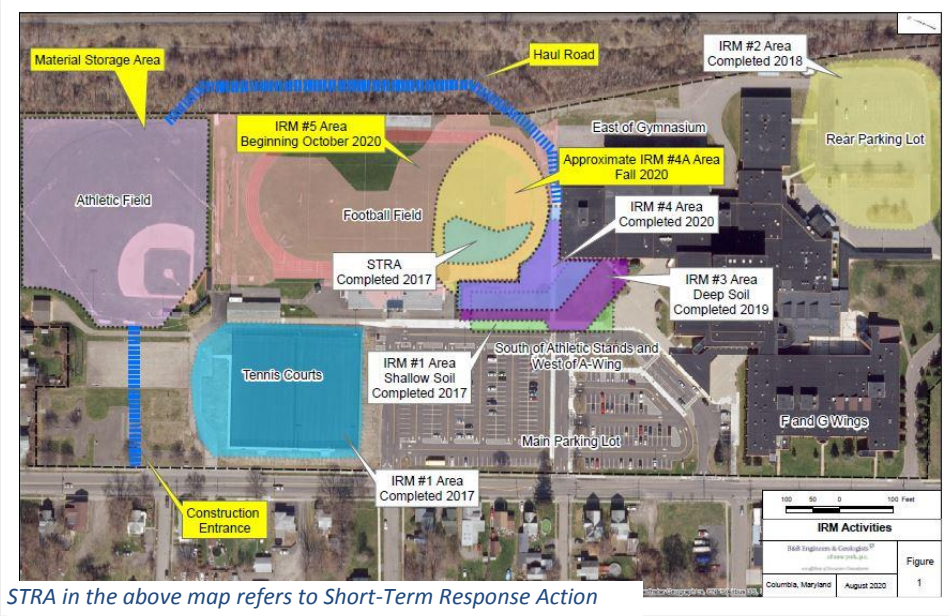 Material Storage Area
Haul Road
IRM #2 Area
Completed 2018
IRM #5 Area
Beginning October 2020
East of Gymnasium
Rear Parking Lot
Approximate IRM #4A Area
Fall 2020
Athletic Field
Football Field
IRM #4 Area
Completed 2020
STRA
Completed 2017
IRM #3 Area
Deep Soil
Completed 2019
IRM #1 Area
Shallow Soil
Completed 2017
South of Athletic Stands and
West of A-Wing
Tennis Courts
F and G Wings
Main Parking Lot
IRM #1 Area
Completed 2017
Construction
Entrance
100 50 0 100 Feet
IRM Activities
B&B Engineers & Geologists
of new york, p.c.
Figure
1
Columbia, Maryland
August 2020
STRA in the above map refers to Short-Term Response Action